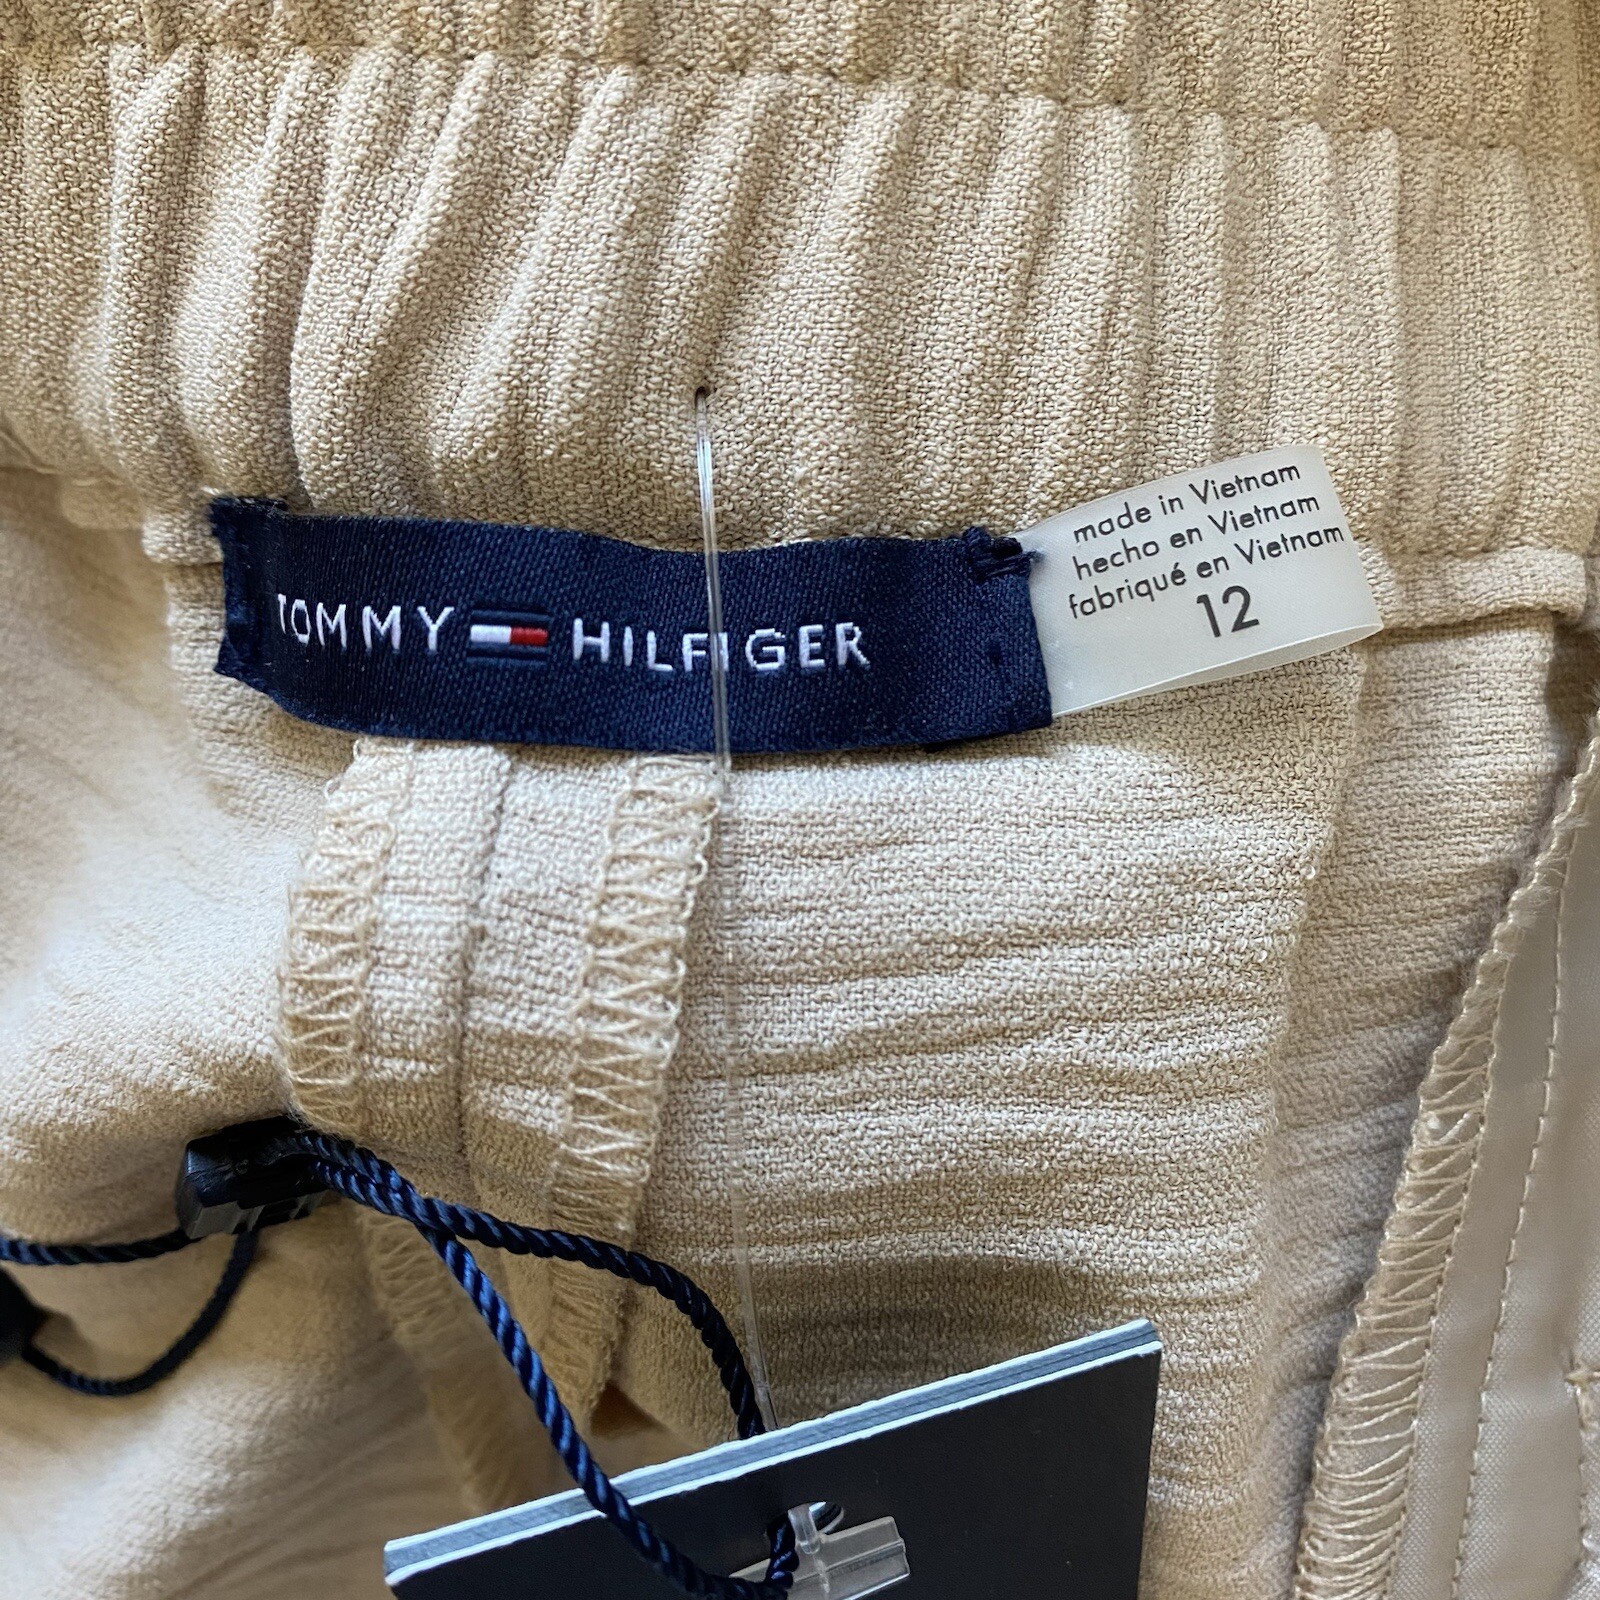 TOMMY HILFIGER
made in Vietnam
hecho en Vietnam
fabriqué en Vietnam
12